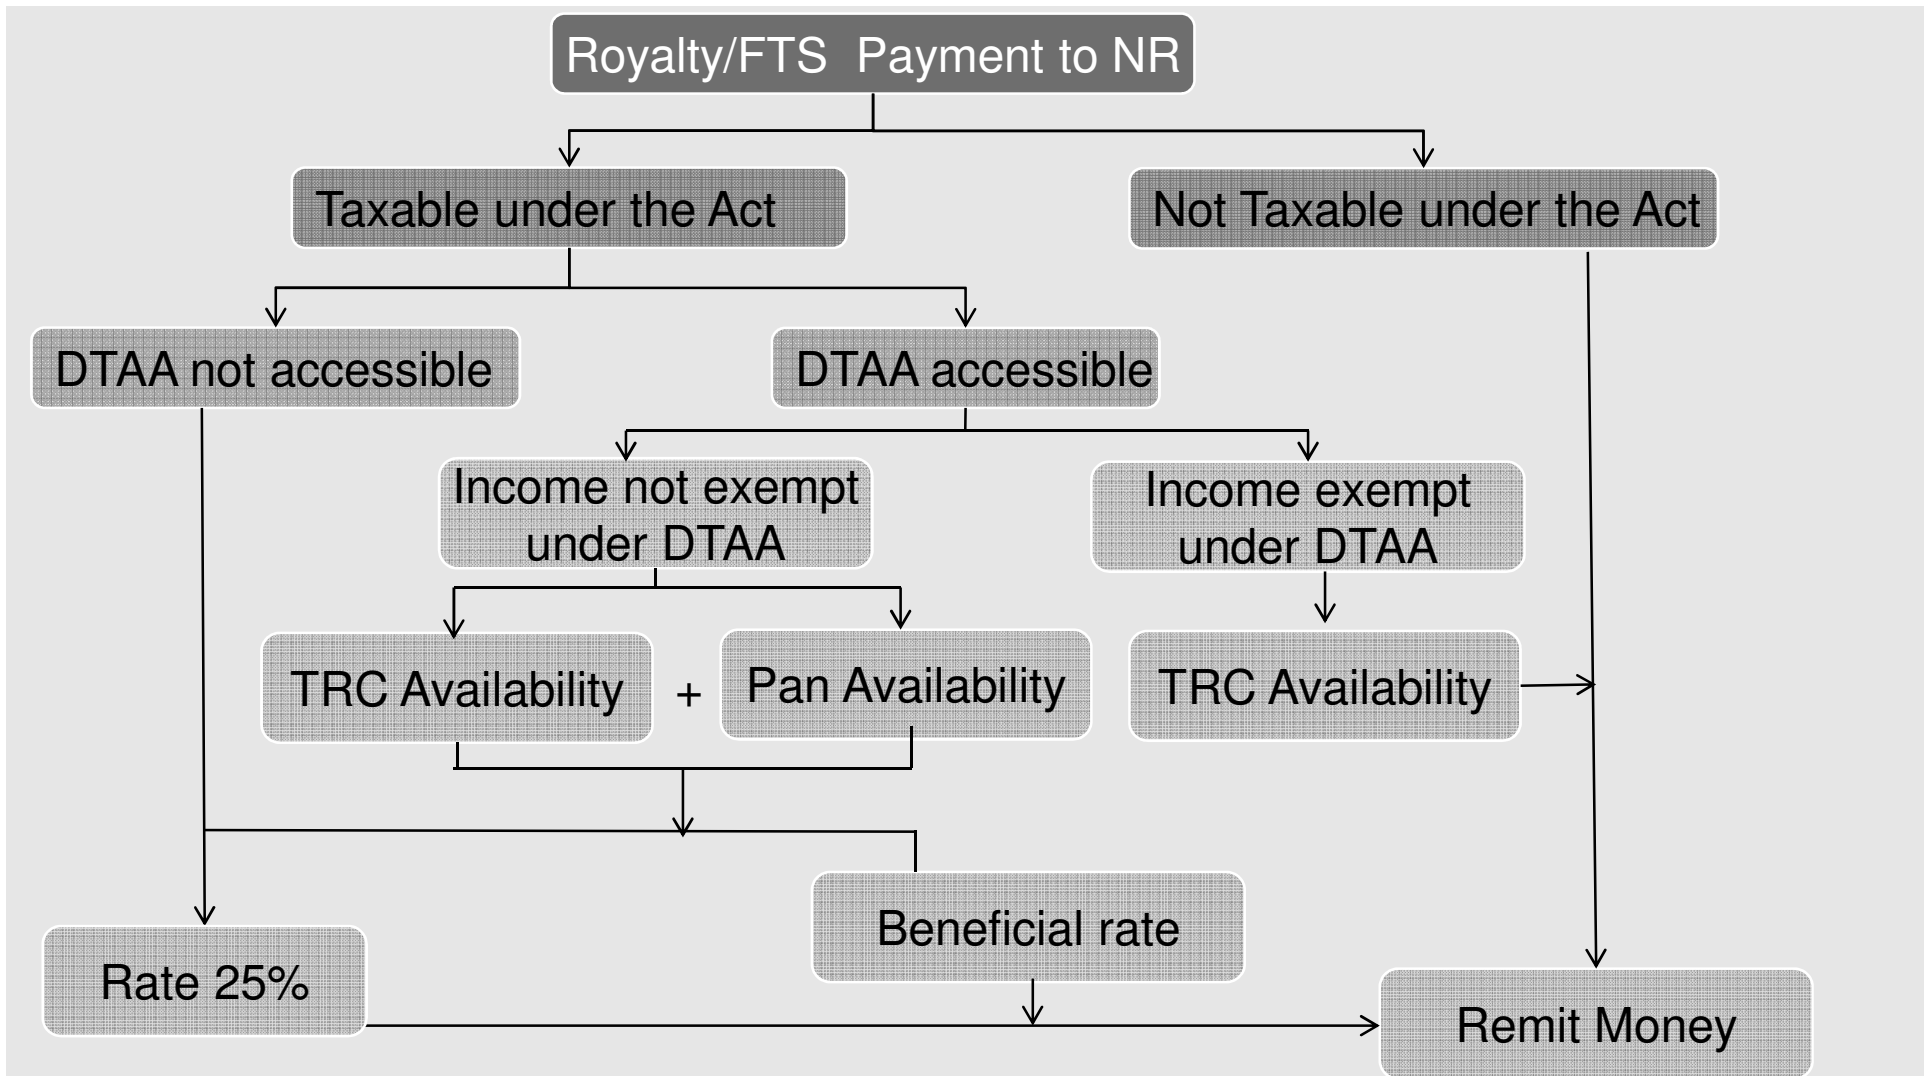 Royalty/FTS  Payment to NR
Taxable under the Act
Not Taxable under the Act
DTAA not accessible
DTAA accessible
Income not exempt
under DTAA
Income exempt
under DTAA
TRC Availability
+
Pan Availability
TRC Availability
Beneficial rate
Rate 25%
Remit Money